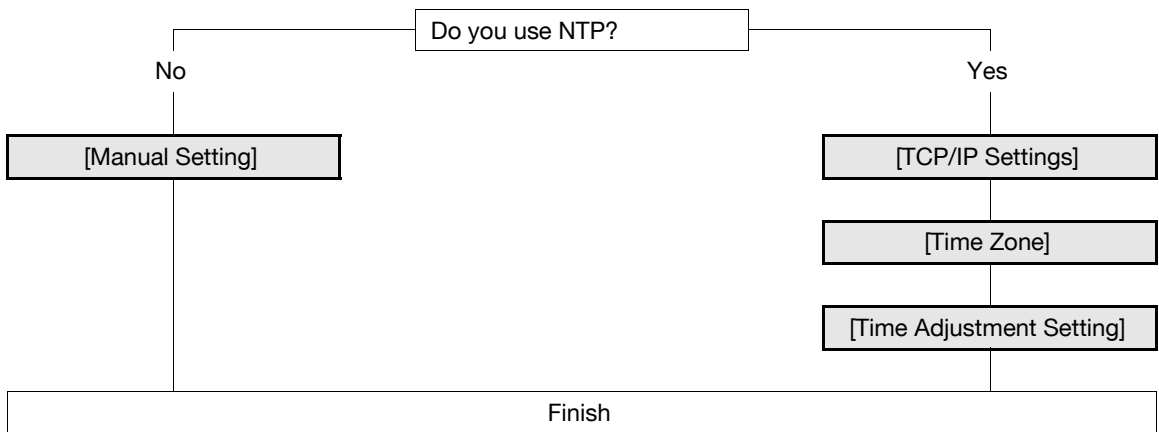 Do you use NTP?
No
Yes
[Manual Setting]
[TCP/IP Settings]
[Time Zone]
[Time Adjustment Setting]
Finish